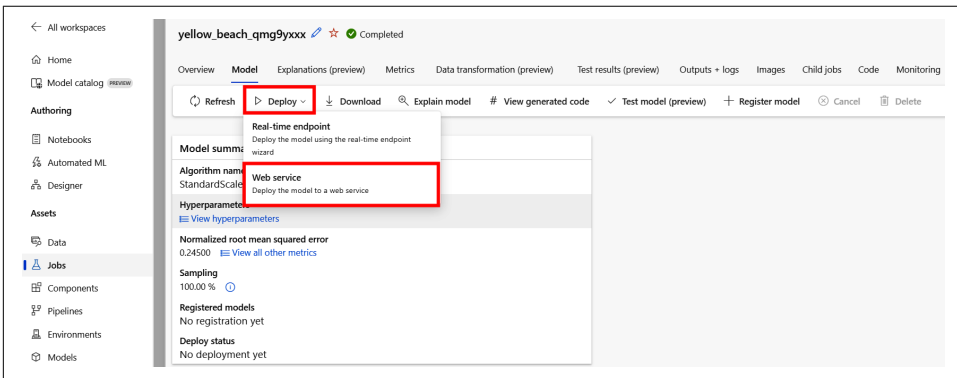 All workspaces
Home
Model catalog PREVIEW
Authoring
Notebooks
Automated ML
Designer
Assets
Data
Jobs
Components
Pipelines
Environments
Models
yellow_beach_qmg9yxxx Completed
Overview Model Explanations (preview) Metrics Data transformation (preview) Test results (preview) Outputs + logs Images Child jobs Code Monitoring
Refresh Deploy Download Explain model # View generated code Test model (preview) Register model Cancel Delete
Real-time endpoint
Deploy the model using the real-time endpoint
wizard
Web service
Deploy the model to a web service
Model summa
Algorithm name
StandardScale
Hyperparameters
View hyperparameters
Normalized root mean squared error
0.24500 View all other metrics
Sampling
100.00 %
Registered models
No registration yet
Deploy status
No deployment yet